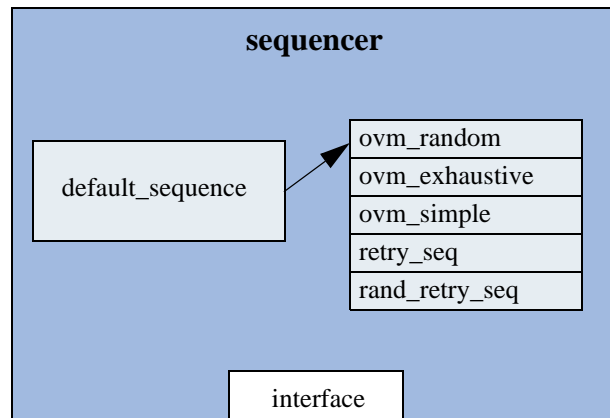 sequencer
default_sequence
ovm_random
ovm_exhaustive
ovm_simple
retry_seq
rand_retry_seq
interface